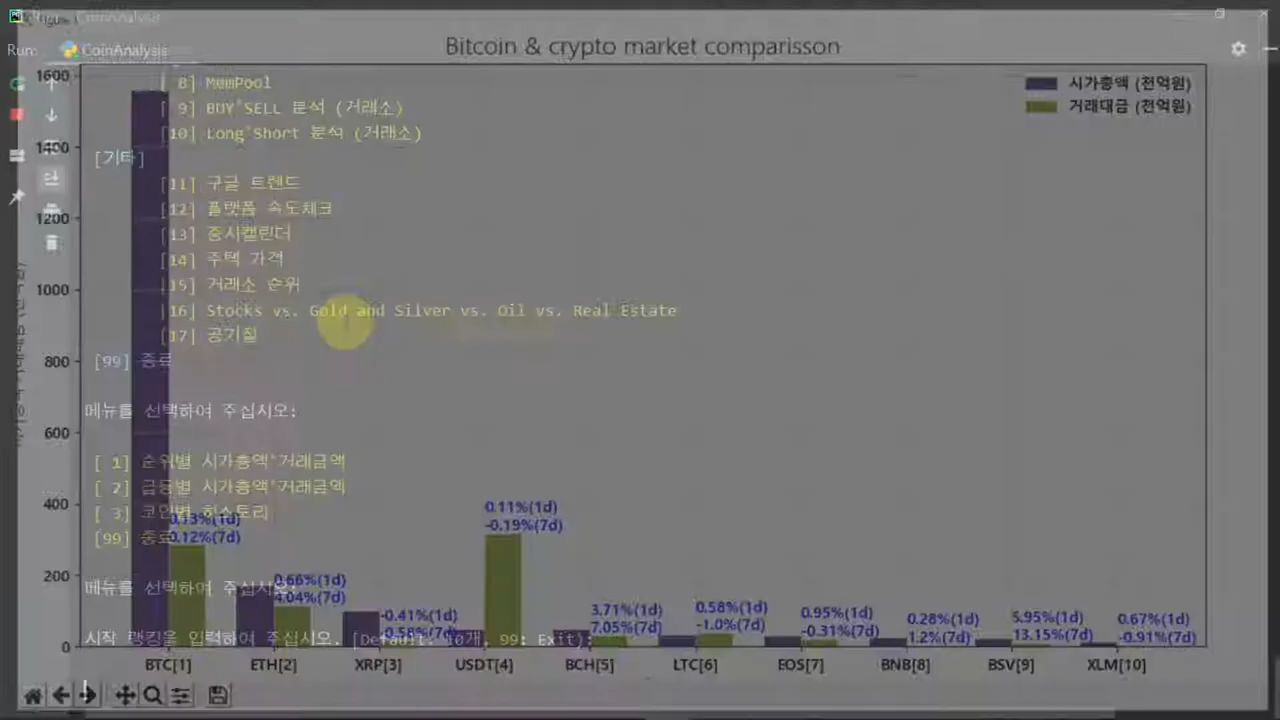 Figure 1
CoinAnalysis
Run:
CoinAnalysis
Bitcoin & crypto market comparisson
시가총액 (천억원)
거래대금 (천억원)
1600
1400
1200
1000
800
600
400
200
0
[ 8] MemPool
[ 9] BUY*SELL 분석 (거래소)
[10] Long*Short 분석 (거래소)
[기타]
[11] 구글 트렌드
[12] 플랫폼 속도체크
[13] 증시캘린더
[14] 주택 가격
[15] 거래소 순위
[16] Stocks vs. Gold and Silver vs. Oil vs. Real Estate
[17] 공기질
[99] 종료
메뉴를 선택하여 주십시오:
[ 1] 순위별 시가총액*거래금액
[ 2] 급등별 시가총액*거래금액
[ 3] 코인별 히스토리
[99] 종료
메뉴를 선택하여 주십시오:
시작 랭킹을 입력하여 주십시오. [Default: 10개, 99: Exit):
0.13%(1d)
0.12%(7d)
0.66%(1d)
4.04%(7d)
-0.41%(1d)
-0.58%(7d)
0.11%(1d)
-0.19%(7d)
3.71%(1d)
7.05%(7d)
0.58%(1d)
-1.0%(7d)
0.95%(1d)
-0.31%(7d)
0.28%(1d)
1.2%(7d)
5.95%(1d)
13.15%(7d)
0.67%(1d)
-0.91%(7d)
BTC[1] ETH[2] XRP[3] USDT[4] BCH[5] LTC[6] EOS[7] BNB[8] BSV[9] XLM[10]